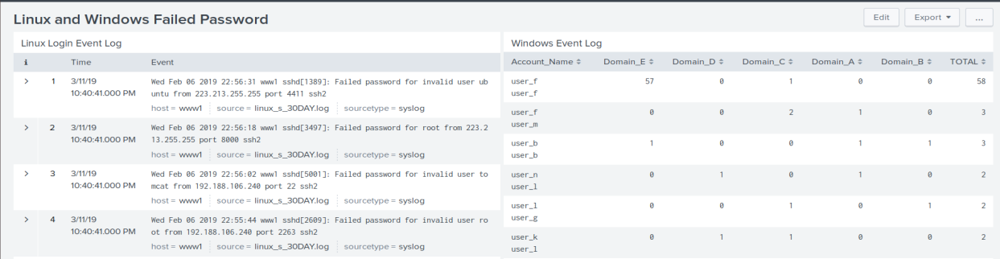 Linux and Windows Failed Password
Edit
Export
...
Linux Login Event Log
i Time Event
> 1 3/11/19 10:40:41.000 PM
Wed Feb 06 2019 22:56:31 www1 sshd[1389]: Failed password for invalid user ub
untu from 223.213.255.255 port 4411 ssh2
host = www1 source = linux_s_30DAY.log sourcetype = syslog
> 2 3/11/19 10:40:41.000 PM
Wed Feb 06 2019 22:56:18 www1 sshd[3497]: Failed password for root from 223.2
13.255.255 port 8000 ssh2
host = www1 source = linux_s_30DAY.log sourcetype = syslog
> 3 3/11/19 10:40:41.000 PM
Wed Feb 06 2019 22:56:02 www1 sshd[5001]: Failed password for invalid user to
mcat from 192.188.106.240 port 22 ssh2
host = www1 source = linux_s_30DAY.log sourcetype = syslog
> 4 3/11/19 10:40:41.000 PM
Wed Feb 06 2019 22:55:44 www1 sshd[2609]: Failed password for invalid user ro
ot from 192.188.106.240 port 2263 ssh2
host = www1 source = linux_s_30DAY.log sourcetype = syslog
Windows Event Log
Account_Name Domain_E Domain_D Domain_C Domain_A Domain_B TOTAL
user_f 57 0 1 0 0 58
user_f
user_f 0 0 2 1 0 3
user_m
user_b 1 0 0 1 1 3
user_b
user_n 0 1 0 1 0 2
user_l
user_l 0 0 1 0 1 2
user_g
user_k 0 1 1 0 0 2
user_l